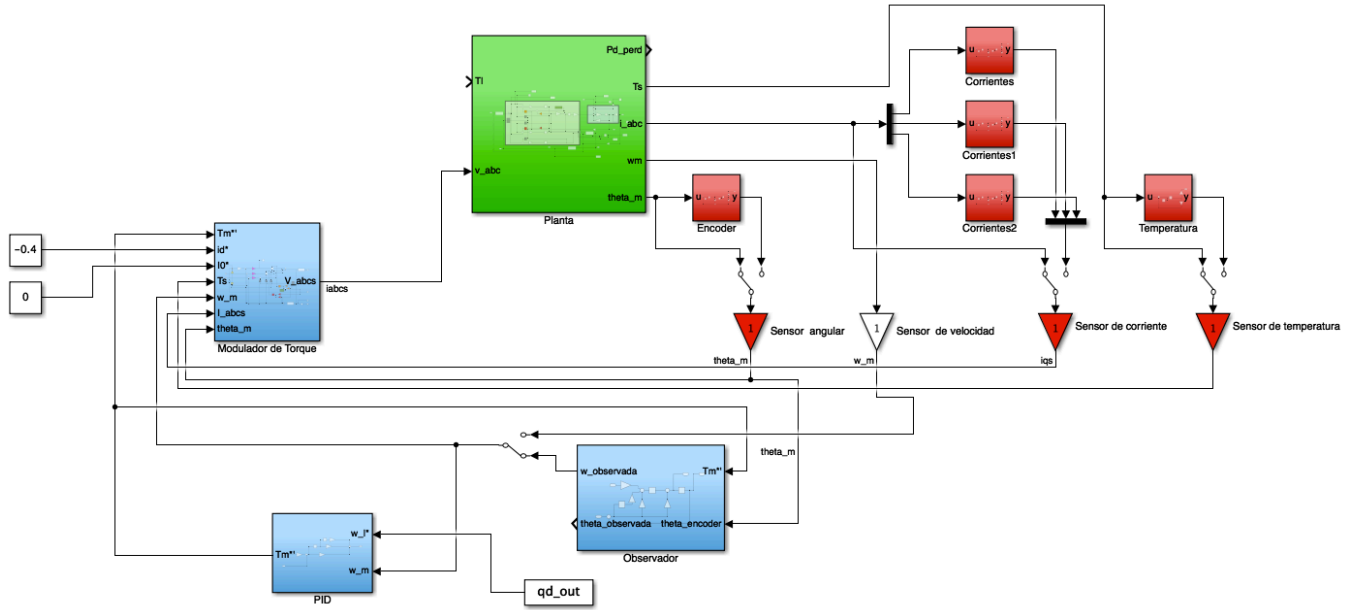 Pd_perd
Tl
Ts
i_abc
wm
v_abc
theta_m
Planta
u
y
Corrientes
u
y
Corrientes1
u
y
Corrientes2
u
y
Encoder
u
y
Temperatura
-0.4
0
Tm*'
id*
I0*
Ts
w_m
I_abcs
theta_m
V_abcs
iabcs
Modulador de Torque
1
Sensor angular
1
Sensor de velocidad
1
Sensor de corriente
1
Sensor de temperatura
theta_m
w_m
iqs
theta_m
w_observada
Tm*'
theta_observada
theta_encoder
Observador
w_l*
Tm*'
w_m
PID
qd_out